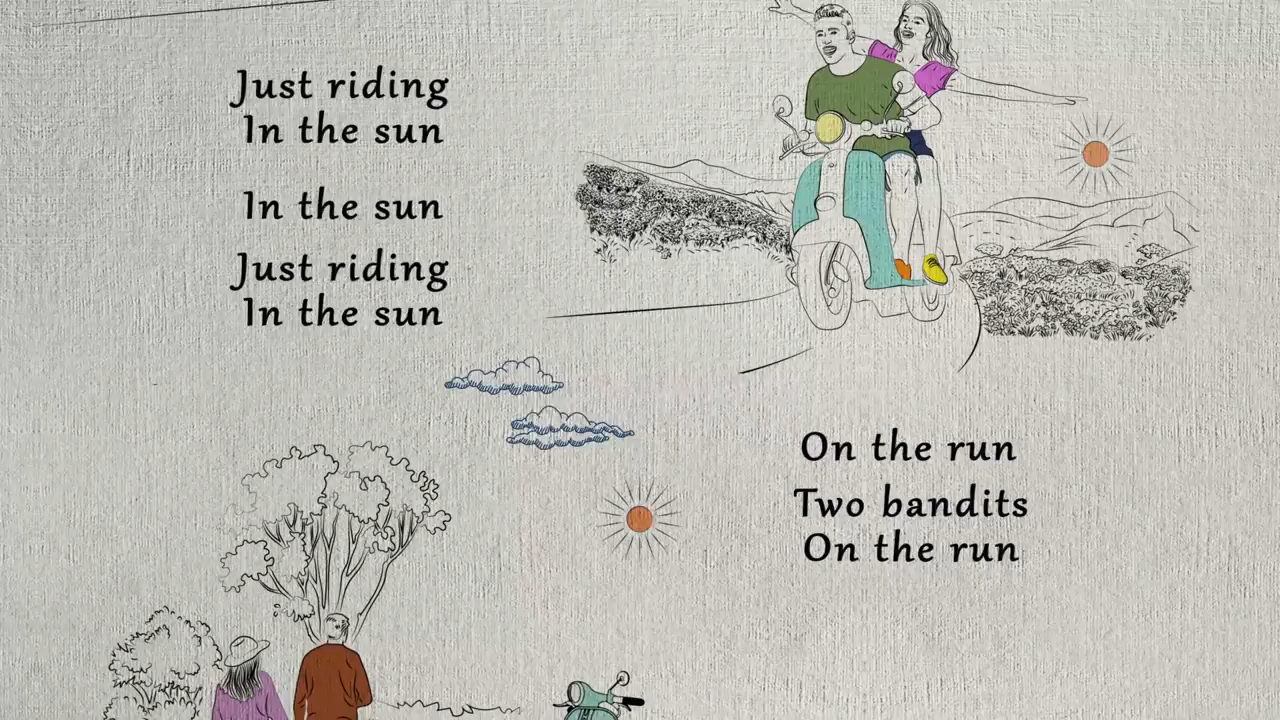 Just riding
In the sun
In the sun
Just riding
In the sun
On the run
Two bandits
On the run